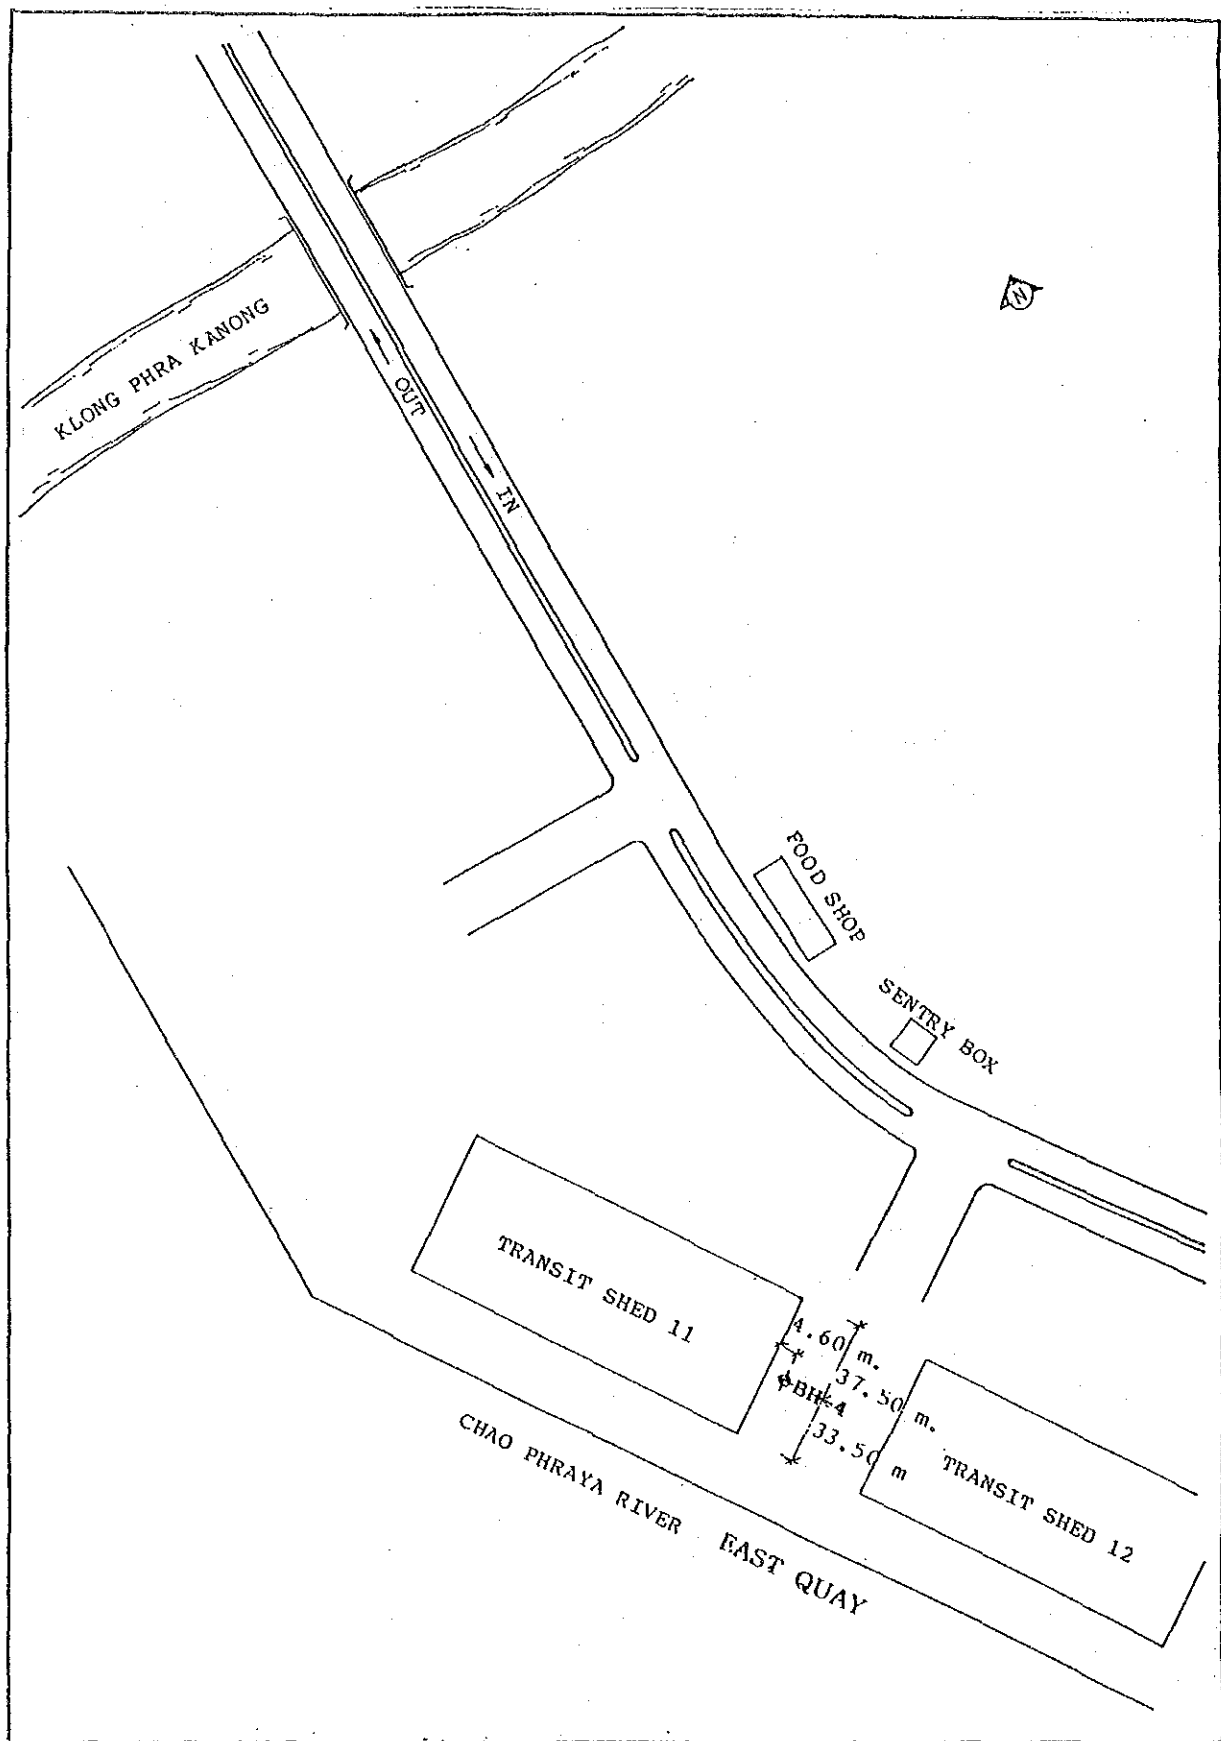 KLONG PHRA KANONG
N
OUT
IN
FOOD SHOP
SENTRY BOX
TRANSIT SHED 11
4.60 m.
37.50 m.
BH-4
33.50 m
TRANSIT SHED 12
CHAO PHRAYA RIVER
EAST QUAY